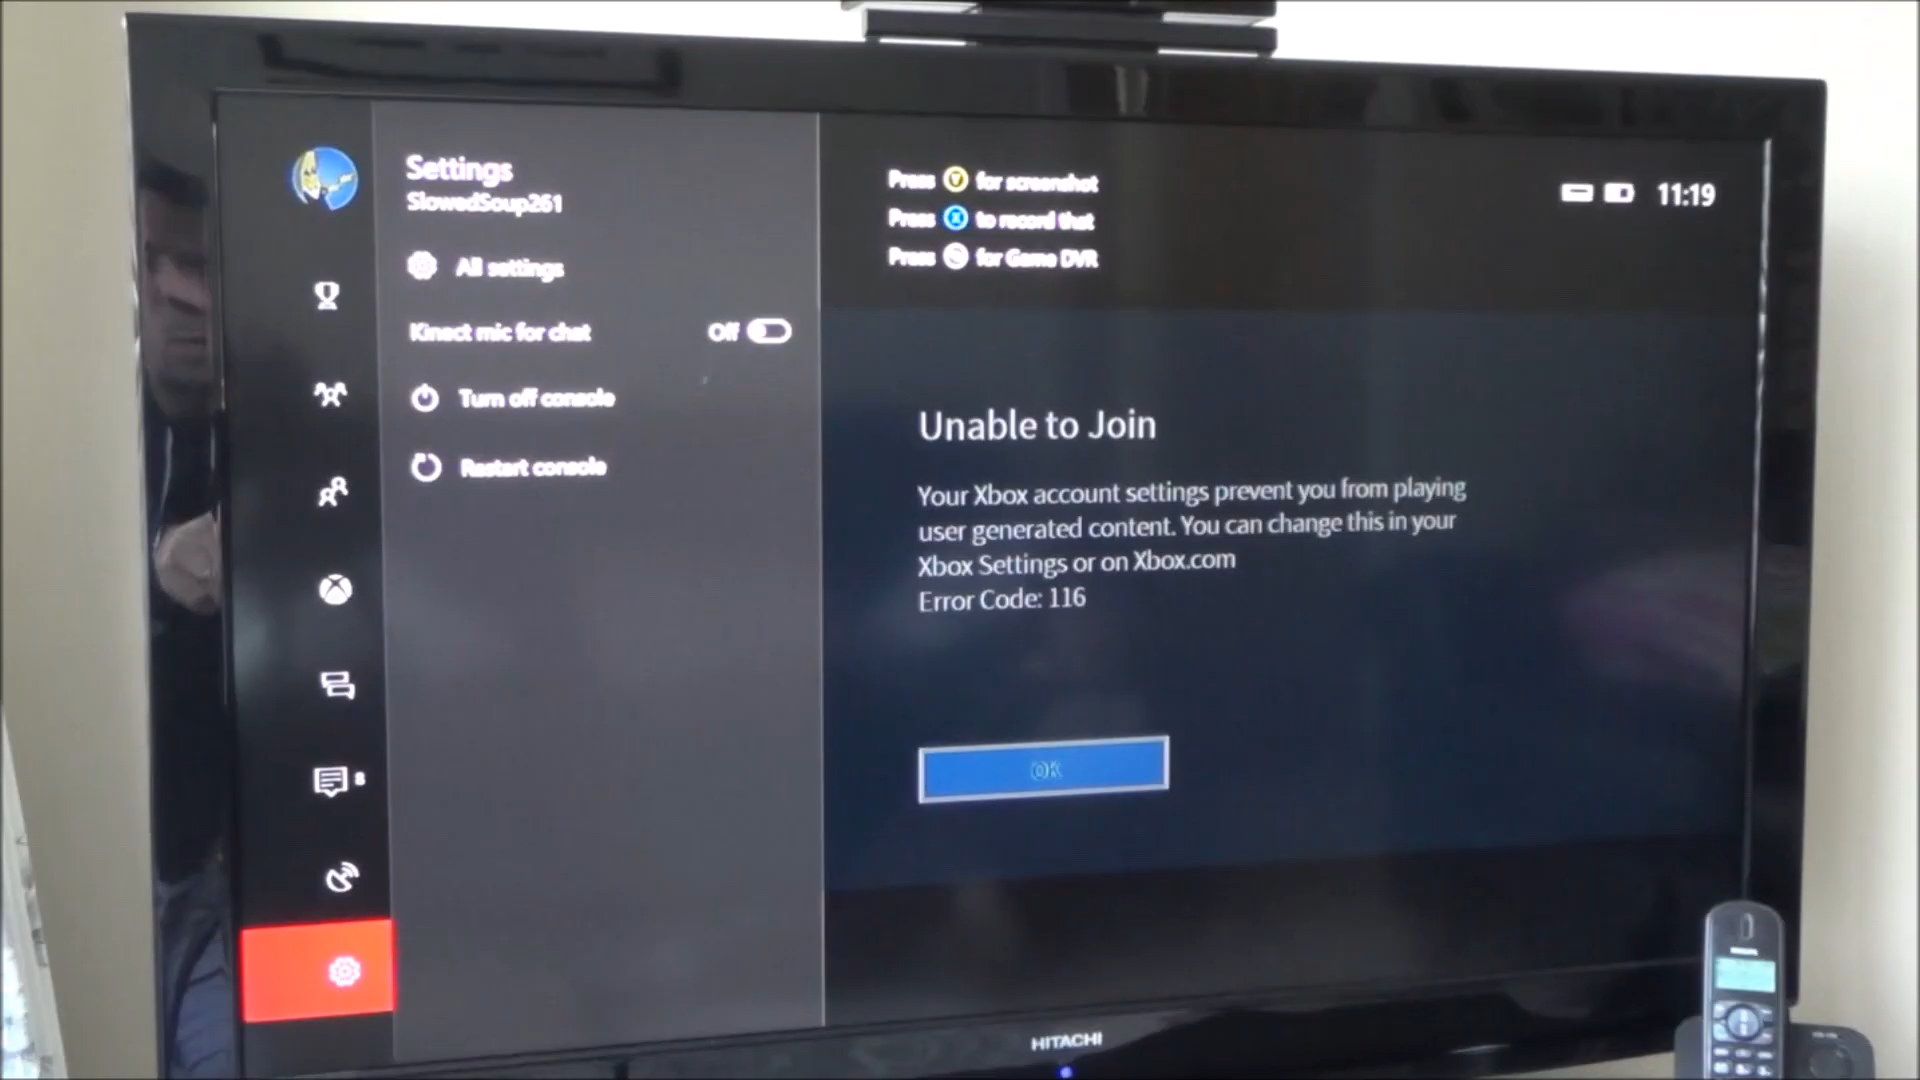 Settings
SlowedSoup261
All settings
Kinect mic for chat
Off
Turn off console
Restart console
8
Press Y for screenshot
Press X to record that
Press for Game DVR
11:19
Unable to Join
Your Xbox account settings prevent you from playing
user generated content. You can change this in your
Xbox Settings or on Xbox.com
Error Code: 116
OK
HITACHI